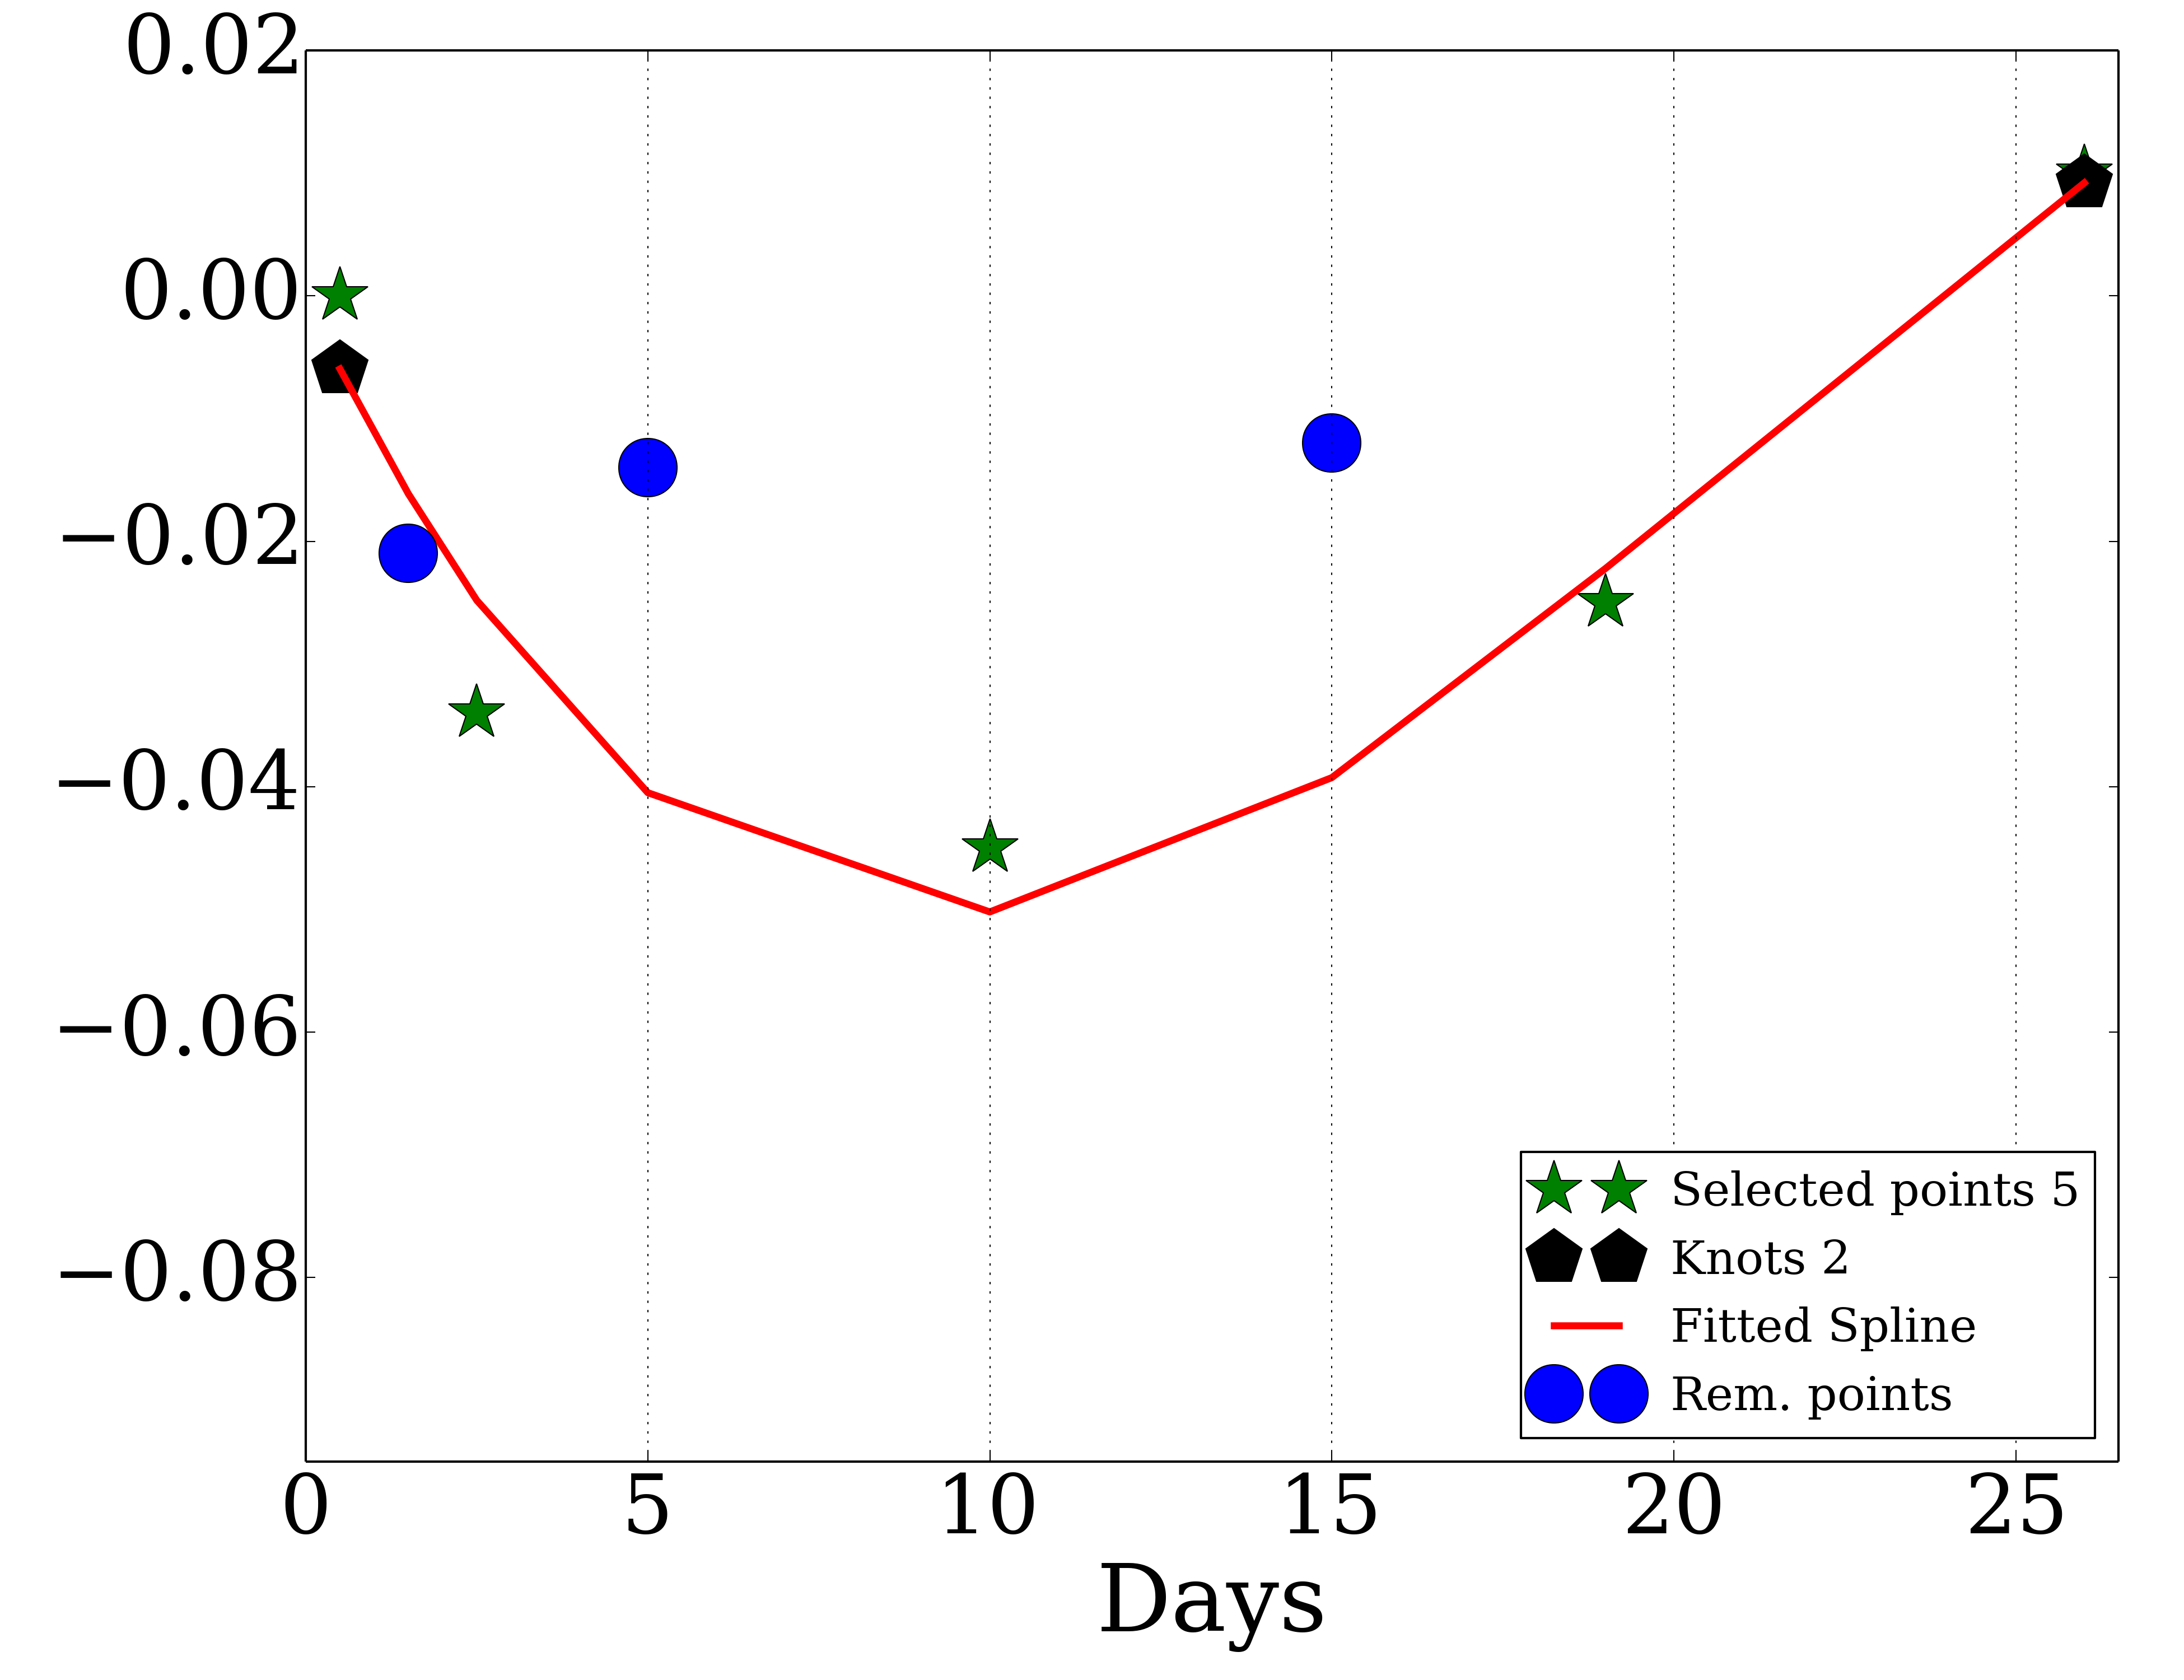 0.02
0.00
−0.02
−0.04
−0.06
−0.08
0 5 10 15 20 25
Days
Selected points 5
Knots 2
Fitted Spline
Rem. points